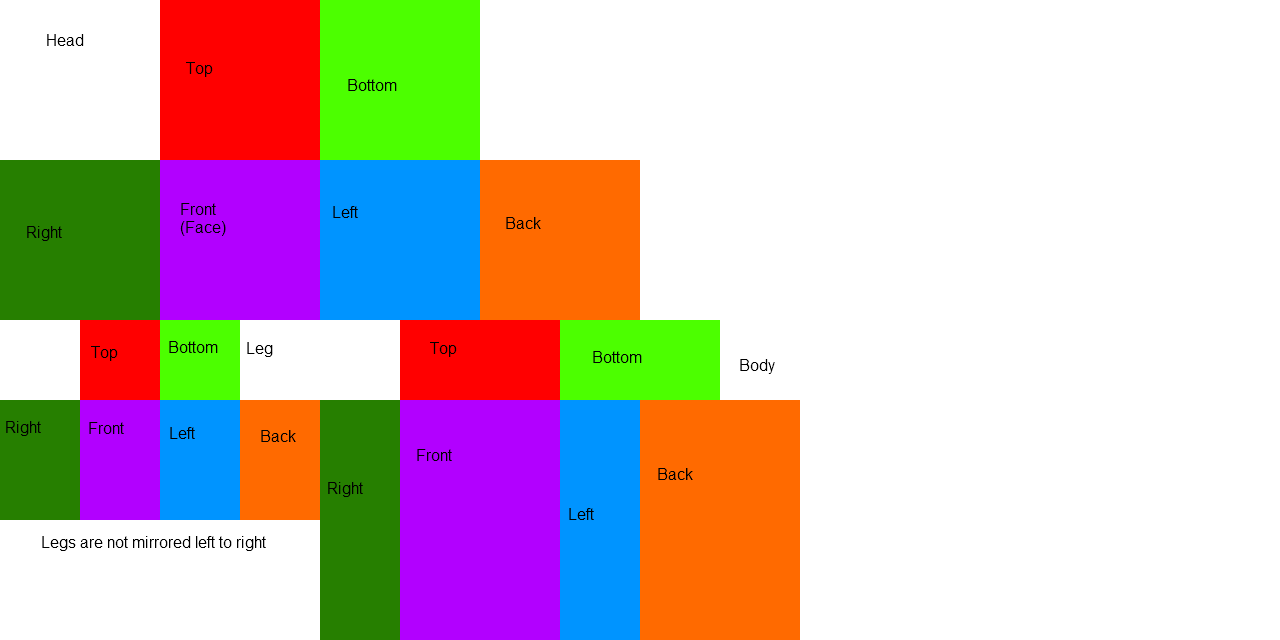 Head
Top
Bottom
Right
Front
(Face)
Left
Back
Top
Bottom
Leg
Top
Bottom
Body
Right
Front
Left
Back
Right
Front
Left
Back
Legs are not mirrored left to right